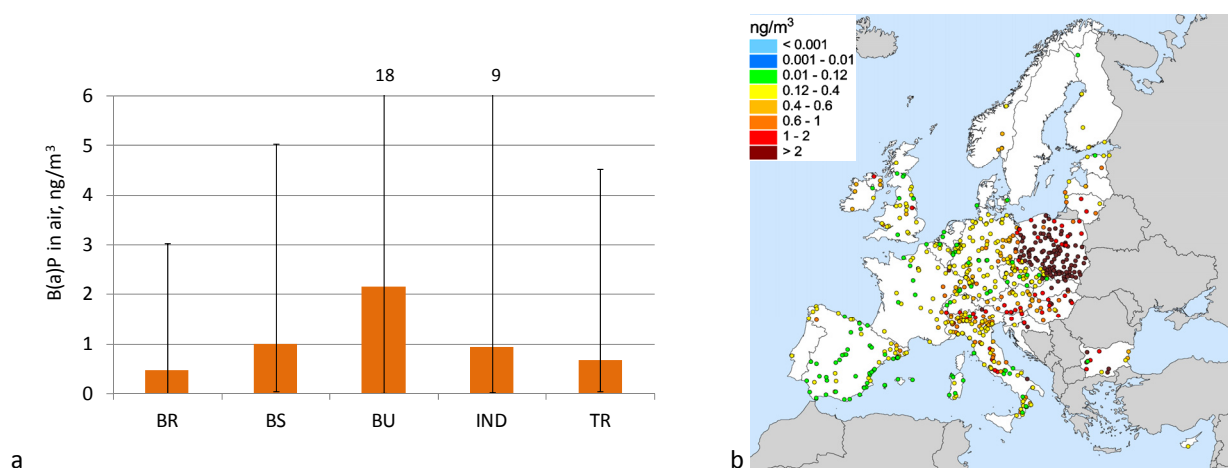 18 9
6
5
4
3
2
1
0
B(a)P in air, ng/m³
BR BS BU IND TR
a
ng/m³
< 0.001
0.001 - 0.01
0.01 - 0.12
0.12 - 0.4
0.4 - 0.6
0.6 - 1
1 - 2
> 2
b